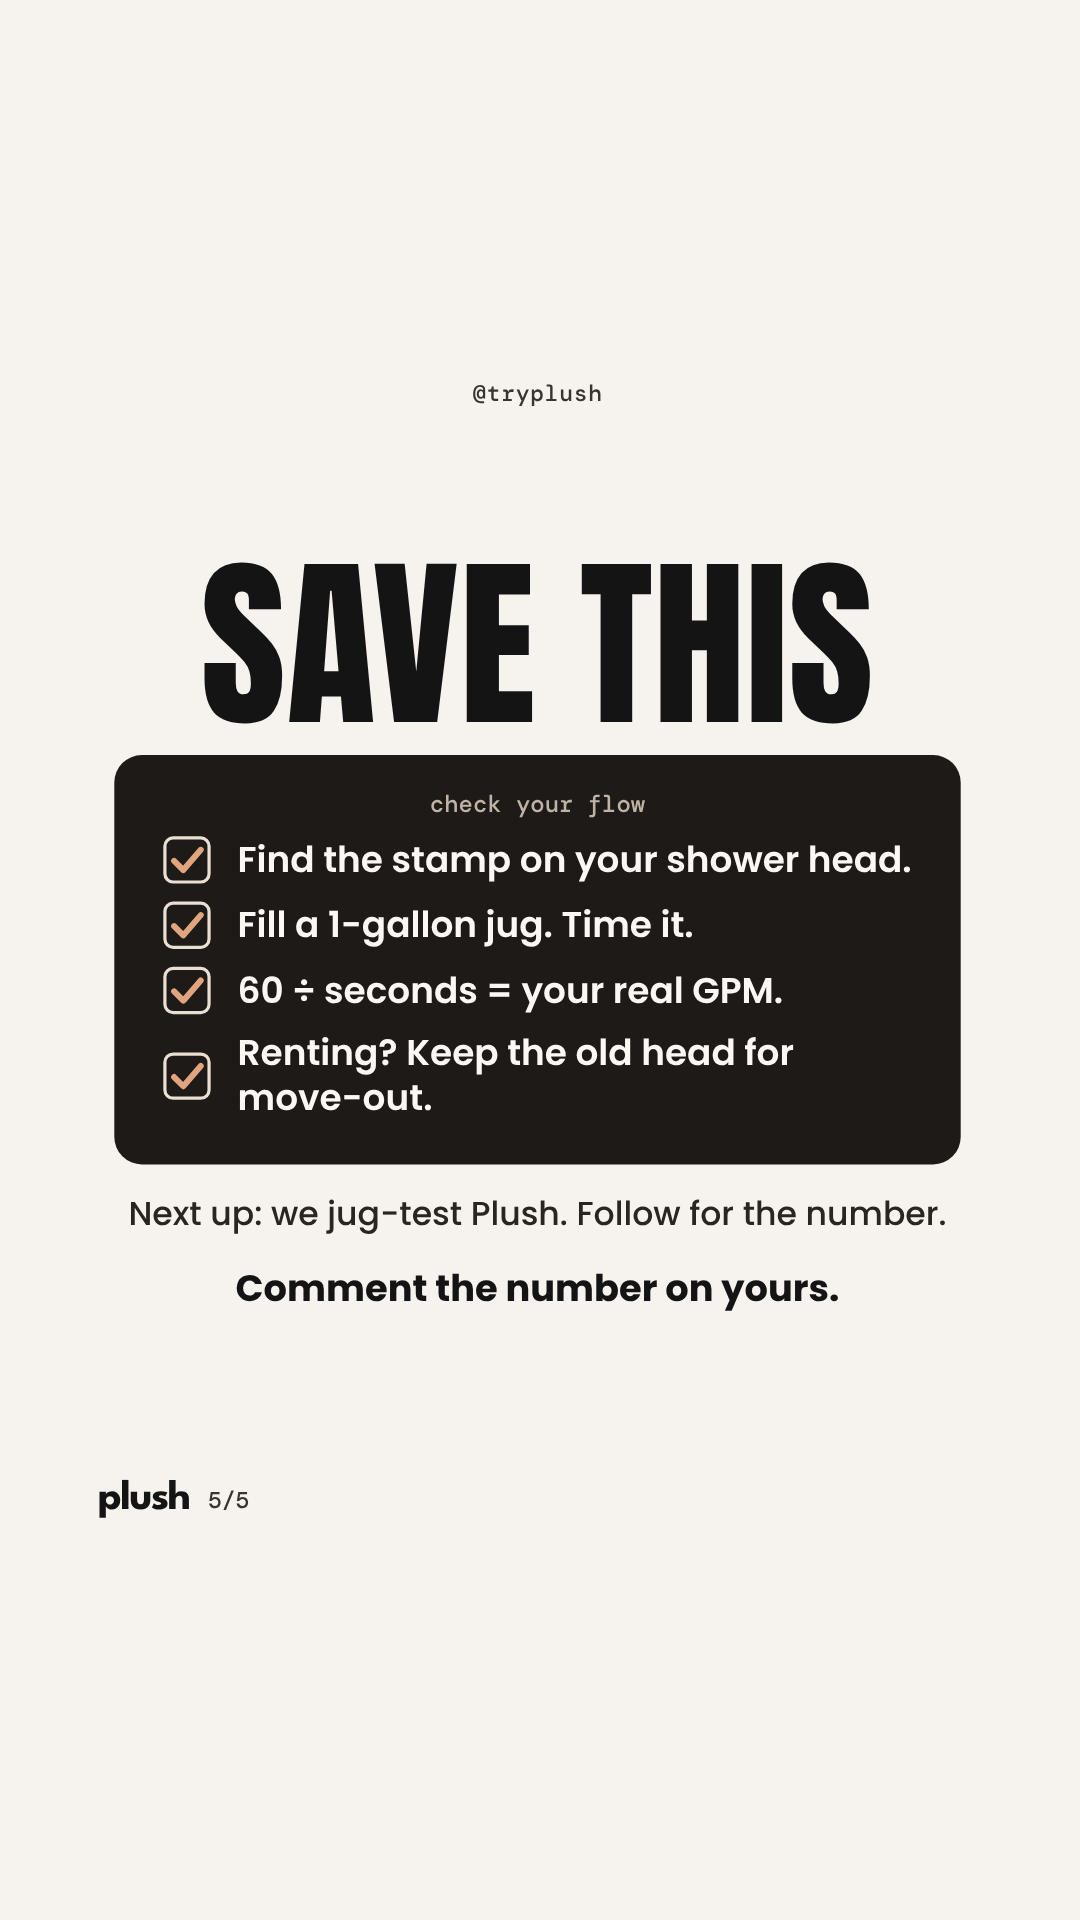 @tryplush
SAVE THIS
check your flow
Find the stamp on your shower head.
Fill a 1-gallon jug. Time it.
60 ÷ seconds = your real GPM.
Renting? Keep the old head for
move-out.
Next up: we jug-test Plush. Follow for the number.
Comment the number on yours.
plush 5/5